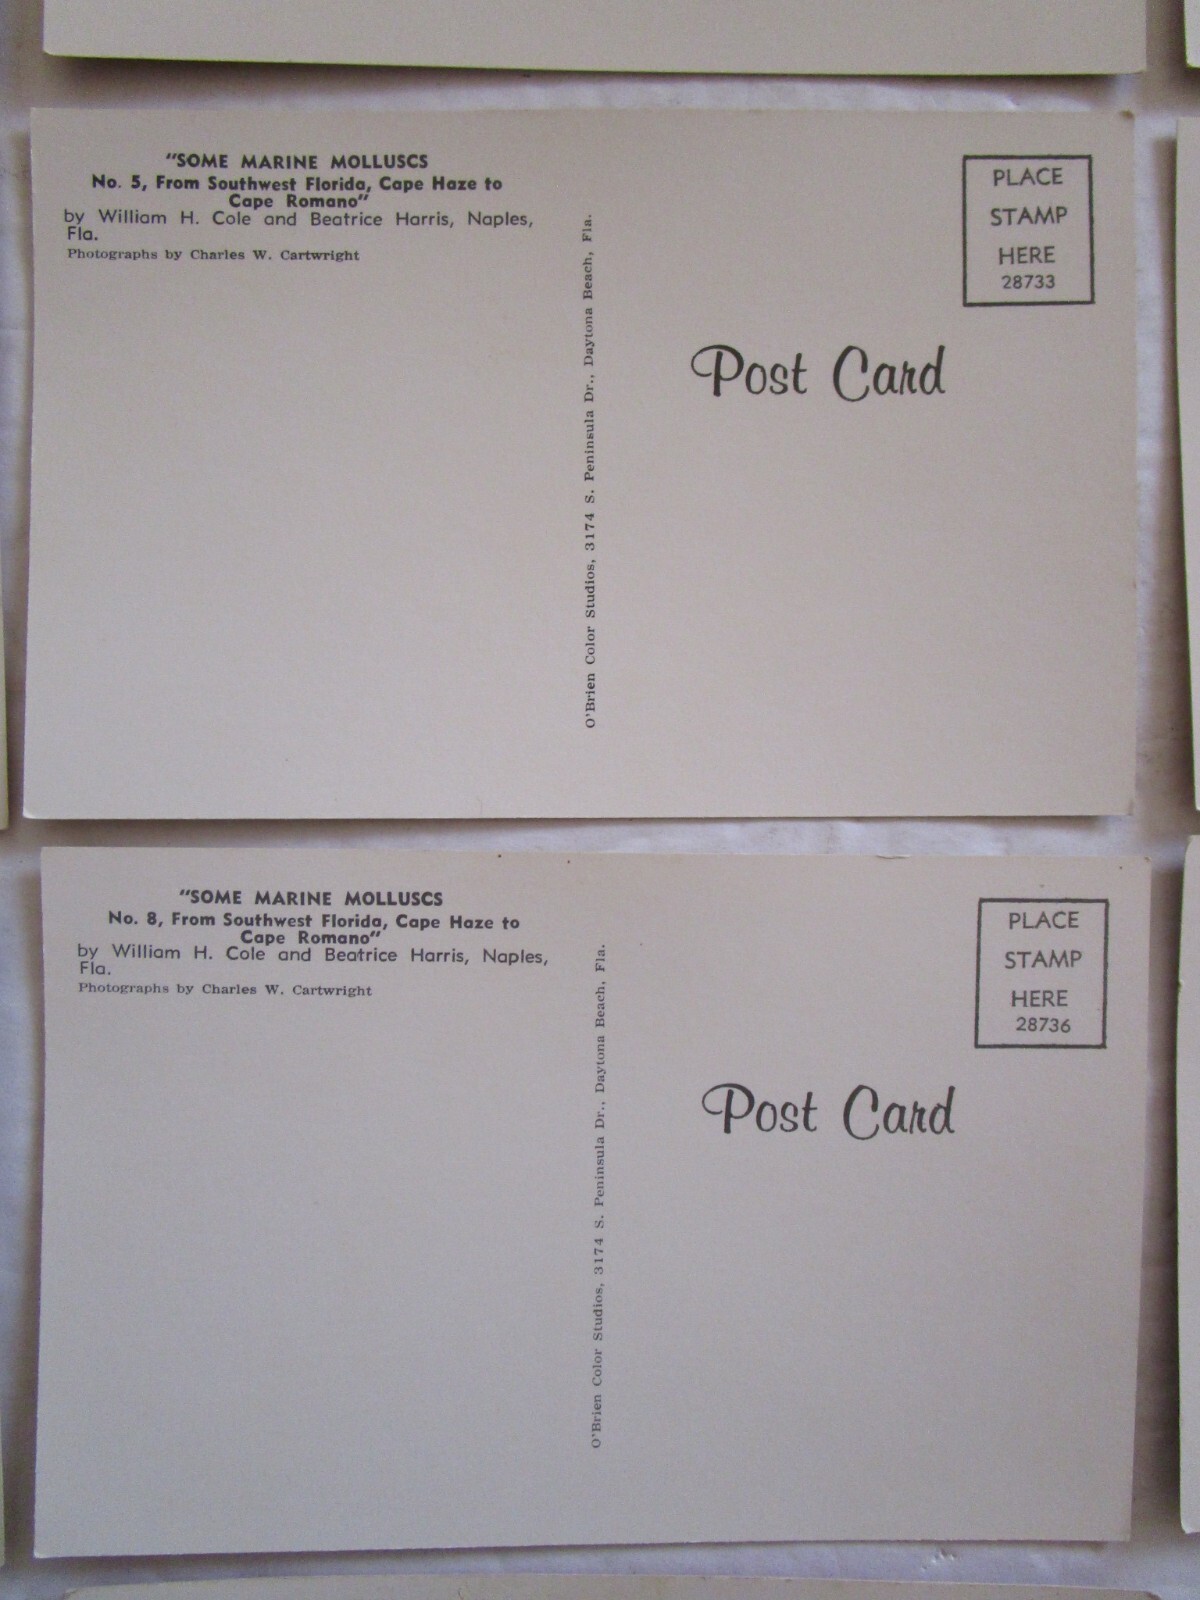 "SOME MARINE MOLLUSCS
No. 5, From Southwest Florida, Cape Haze to
Cape Romano"
by William H. Cole and Beatrice Harris, Naples,
Fla.
Photographs by Charles W. Cartwright
O'Brien Color Studios, 3174 S. Peninsula Dr., Daytona Beach, Fla.
PLACE
STAMP
HERE
28733
Post Card
"SOME MARINE MOLLUSCS
No. 8, From Southwest Florida, Cape Haze to
Cape Romano"
by William H. Cole and Beatrice Harris, Naples,
Fla.
Photographs by Charles W. Cartwright
O'Brien Color Studios, 3174 S. Peninsula Dr., Daytona Beach, Fla.
PLACE
STAMP
HERE
28736
Post Card